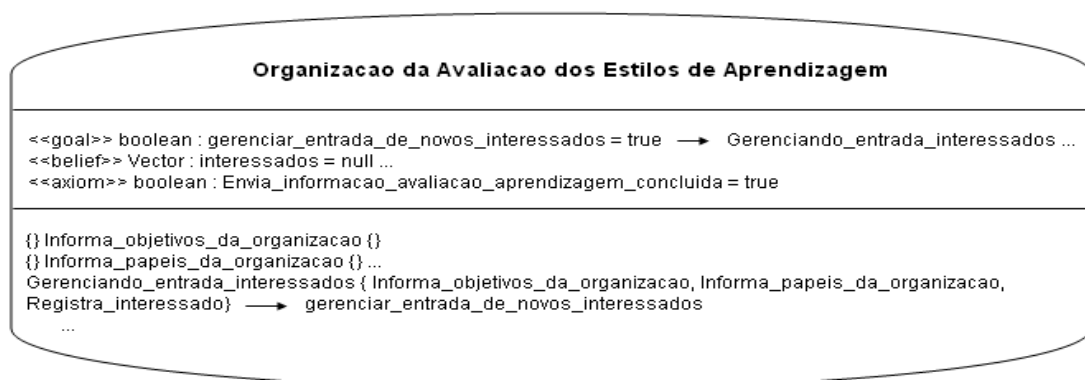 Organizacao da Avaliacao dos Estilos de Aprendizagem
<<goal>> boolean : gerenciar_entrada_de_novos_interessados = true → Gerenciando_entrada_interessados ...
<<belief>> Vector : interessados = null ...
<<axiom>> boolean : Envia_informacao_avaliacao_aprendizagem_concluida = true
{} Informa_objetivos_da_organizacao {}
{} Informa_papeis_da_organizacao {} ...
Gerenciando_entrada_interessados { Informa_objetivos_da_organizacao, Informa_papeis_da_organizacao,
Registra_interessado} → gerenciar_entrada_de_novos_interessados
...